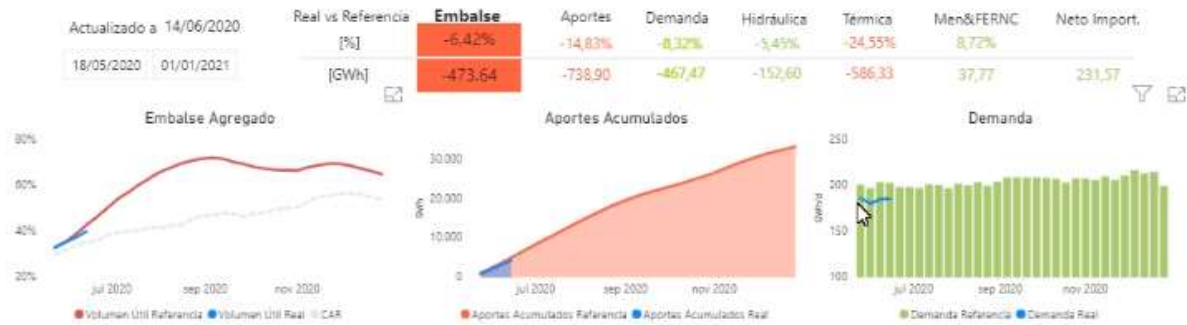 Actualizado a 14/06/2020
18/05/2020 01/01/2021
Real vs Referencia Embalse Aportes Demanda Hidráulica Térmica Men&FERNC Neto Import.
[%] -6,42% -14,83% -8,32% -5,45% -24,55% 8,72%
[GWh] -473,64 -738,90 -467,47 -152,60 -586,33 37,77 231,57
Embalse Agregado
80%
60%
40%
20%
jul 2020 sep 2020 nov 2020
Volumen Útil Referencia Volumen Útil Real CAR
Aportes Acumulados
30.000
20.000
10.000
0
GWh
jul 2020 sep 2020 nov 2020
Aportes Acumulados Referencia Aportes Acumulados Real
Demanda
250
200
150
100
GWh/d
jul 2020 sep 2020 nov 2020
Demanda Referencia Demanda Real